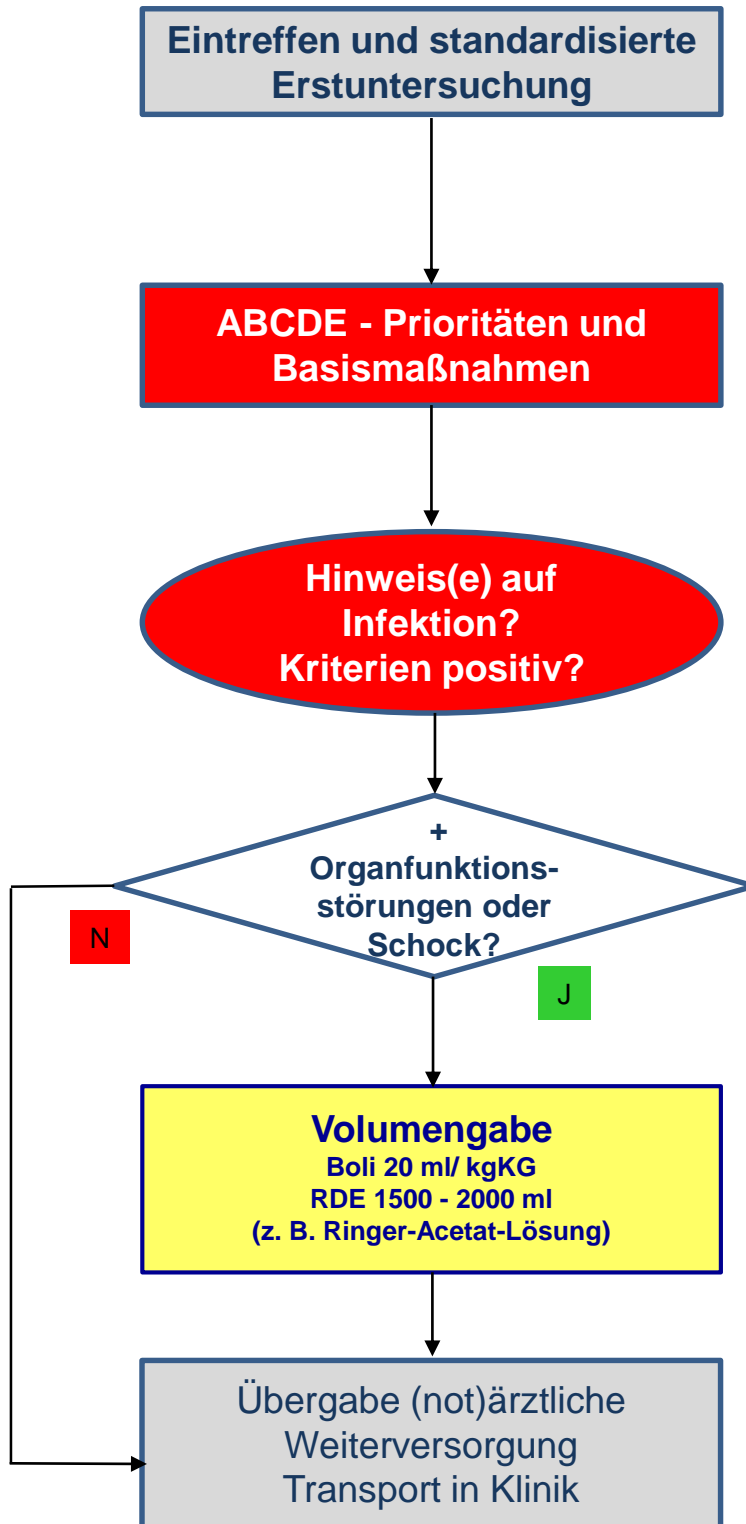 Eintreffen und standardisierte
Erstuntersuchung
ABCDE - Prioritäten und
Basismaßnahmen
Hinweis(e) auf
Infektion?
Kriterien positiv?
+
Organfunktions-
störungen oder
Schock?
N
J
Volumengabe
Boli 20 ml/ kgKG
RDE 1500 - 2000 ml
(z. B. Ringer-Acetat-Lösung)
Übergabe (not)ärztliche
Weiterversorgung
Transport in Klinik